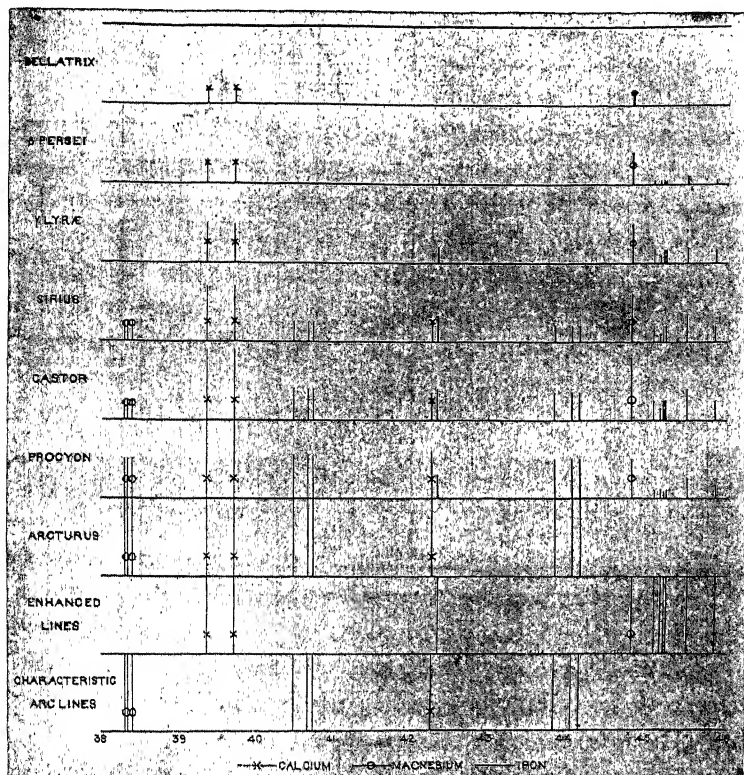 BELLATRIX
β PERSEI
γ LYRÆ
SIRIUS
CASTOR
PROCYON
ARCTURUS
ENHANCED
LINES
CHARACTERISTIC
ARC LINES
38 39 40 41 42 43 44 45
CALCIUM MAGNESIUM IRON